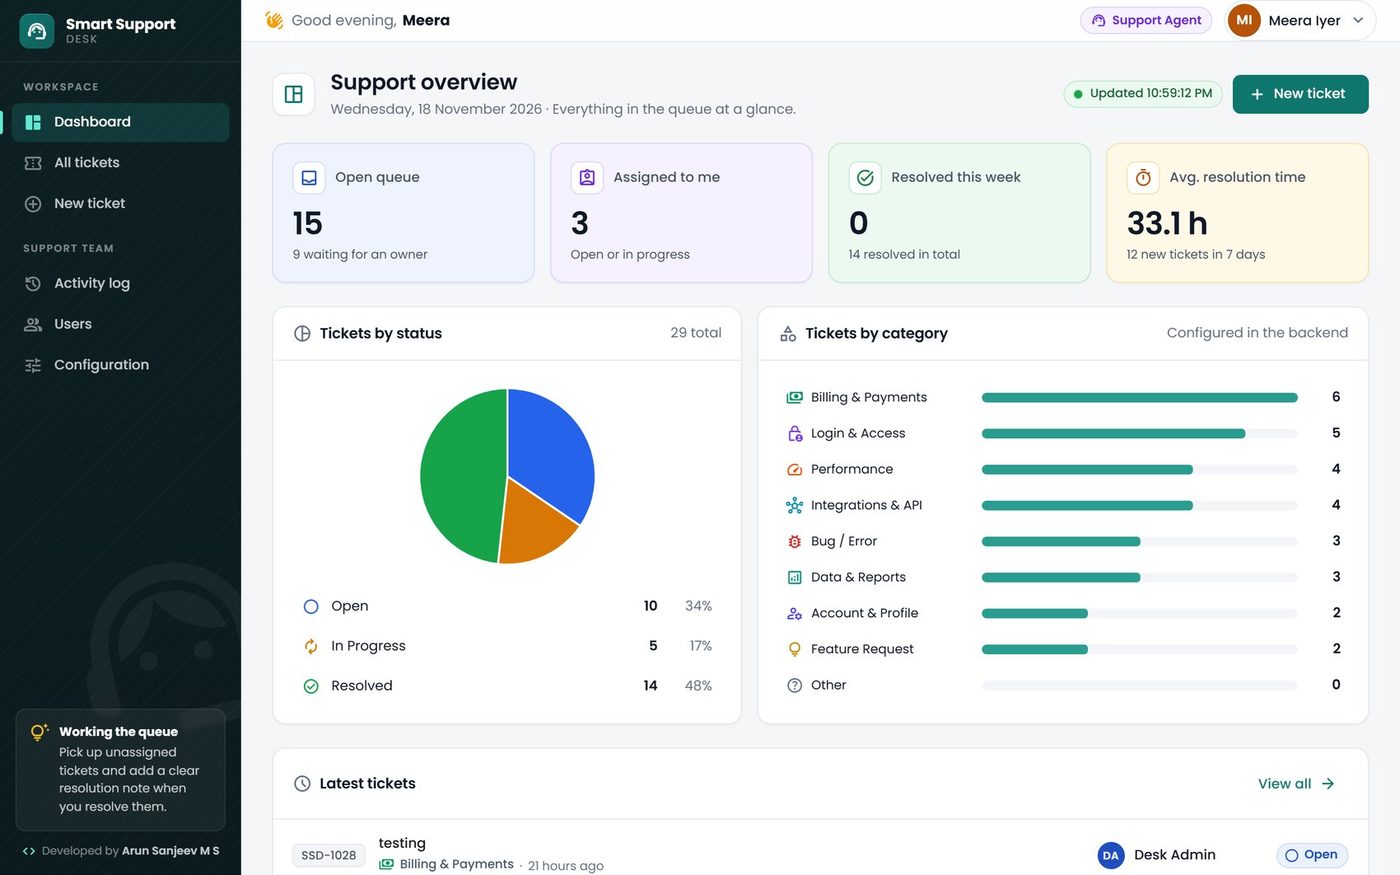 Smart Support
DESK
WORKSPACE
Dashboard
All tickets
New ticket
SUPPORT TEAM
Activity log
Users
Configuration
Working the queue
Pick up unassigned
tickets and add a clear
resolution note when
you resolve them.
Developed by Arun Sanjeev M S
Good evening, Meera
Support Agent
MI Meera Iyer
Support overview
Wednesday, 18 November 2026 · Everything in the queue at a glance.
Updated 10:59:12 PM
+ New ticket
Open queue
15
9 waiting for an owner
Assigned to me
3
Open or in progress
Resolved this week
0
14 resolved in total
Avg. resolution time
33.1 h
12 new tickets in 7 days
Tickets by status 29 total
Open 10 34%
In Progress 5 17%
Resolved 14 48%
Tickets by category Configured in the backend
Billing & Payments 6
Login & Access 5
Performance 4
Integrations & API 4
Bug / Error 3
Data & Reports 3
Account & Profile 2
Feature Request 2
Other 0
Latest tickets View all
SSD-1028
testing
Billing & Payments · 21 hours ago
DA Desk Admin
Open